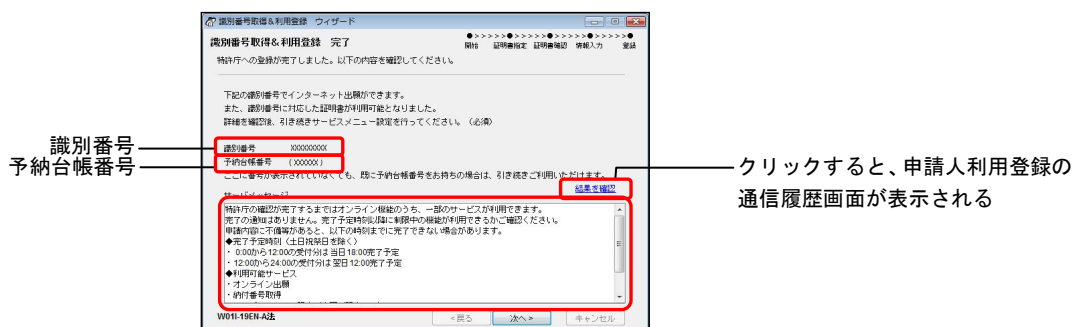 識別番号取得&利用登録 ウィザード
識別番号取得&利用登録 完了
●>>>>>●>>>>>●>>>>>●>>>>>●
開始 証明書指定 証明書確認 情報入力 登録
特許庁への登録が完了しました。以下の内容を確認してください。
下記の識別番号でインターネット出願ができます。
また、識別番号に対応した証明書が利用可能となりました。
詳細を確認後、引き続きサービスメニュー設定を行ってください。(必須)
識別番号
識別番号 XXXXXXXXX
予納台帳番号
予納台帳番号 (XXXXXX)
ここに番号が表示されていなくても、既に予納台帳番号をお持ちの場合は、引き続きご利用いただけます。
結果を確認
クリックすると、申請人利用登録の
通信履歴画面が表示される
サーバメッセージ
特許庁の確認が完了するまではオンライン機能のうち、一部のサービスが利用できます。
完了の通知はありません。完了予定時刻以降に制限中の機能が利用できるかご確認ください。
申請内容に不備等があると、以下の時刻までに完了できない場合があります。
◆完了予定時刻(土日祝祭日を除く)
・ 0:00から12:00の受付分は当日18:00完了予定
・ 12:00から24:00の受付分は翌日12:00完了予定
◆利用可能サービス
・オンライン出願
・納付番号取得
W01I-19EN-A法
<戻る
次へ>
キャンセル